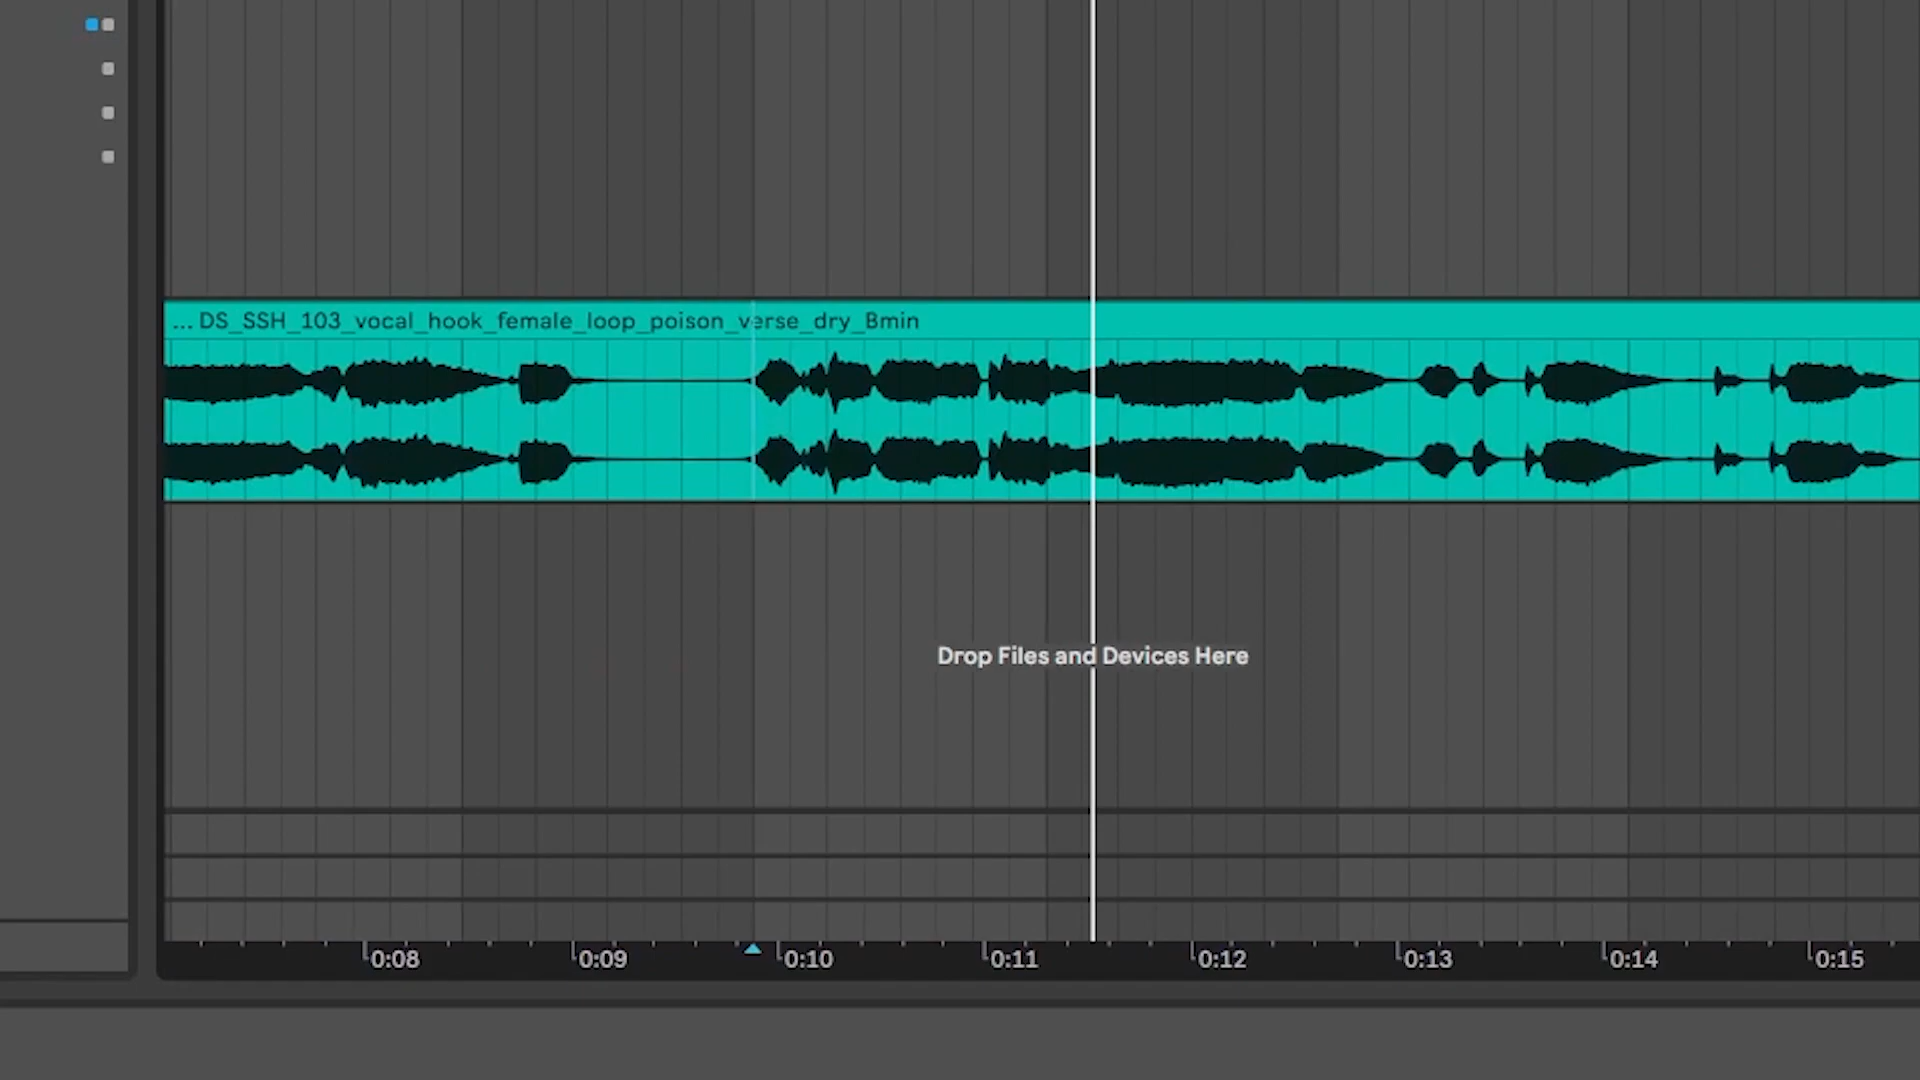 ... DS_SSH_103_vocal_hook_female_loop_poison_verse_dry_Bmin
Drop Files and Devices Here
0:08 0:09 0:10 0:11 0:12 0:13 0:14 0:15